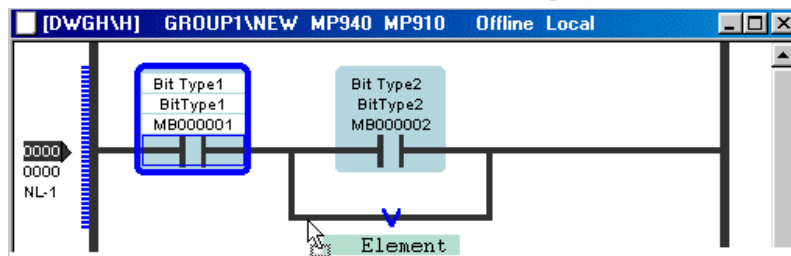 [DWGH\H] GROUP1\NEW MP940 MP910 Offline Local
Bit Type1
BitType1
MB000001
Bit Type2
BitType2
MB000002
0000
0000
NL-1
Element